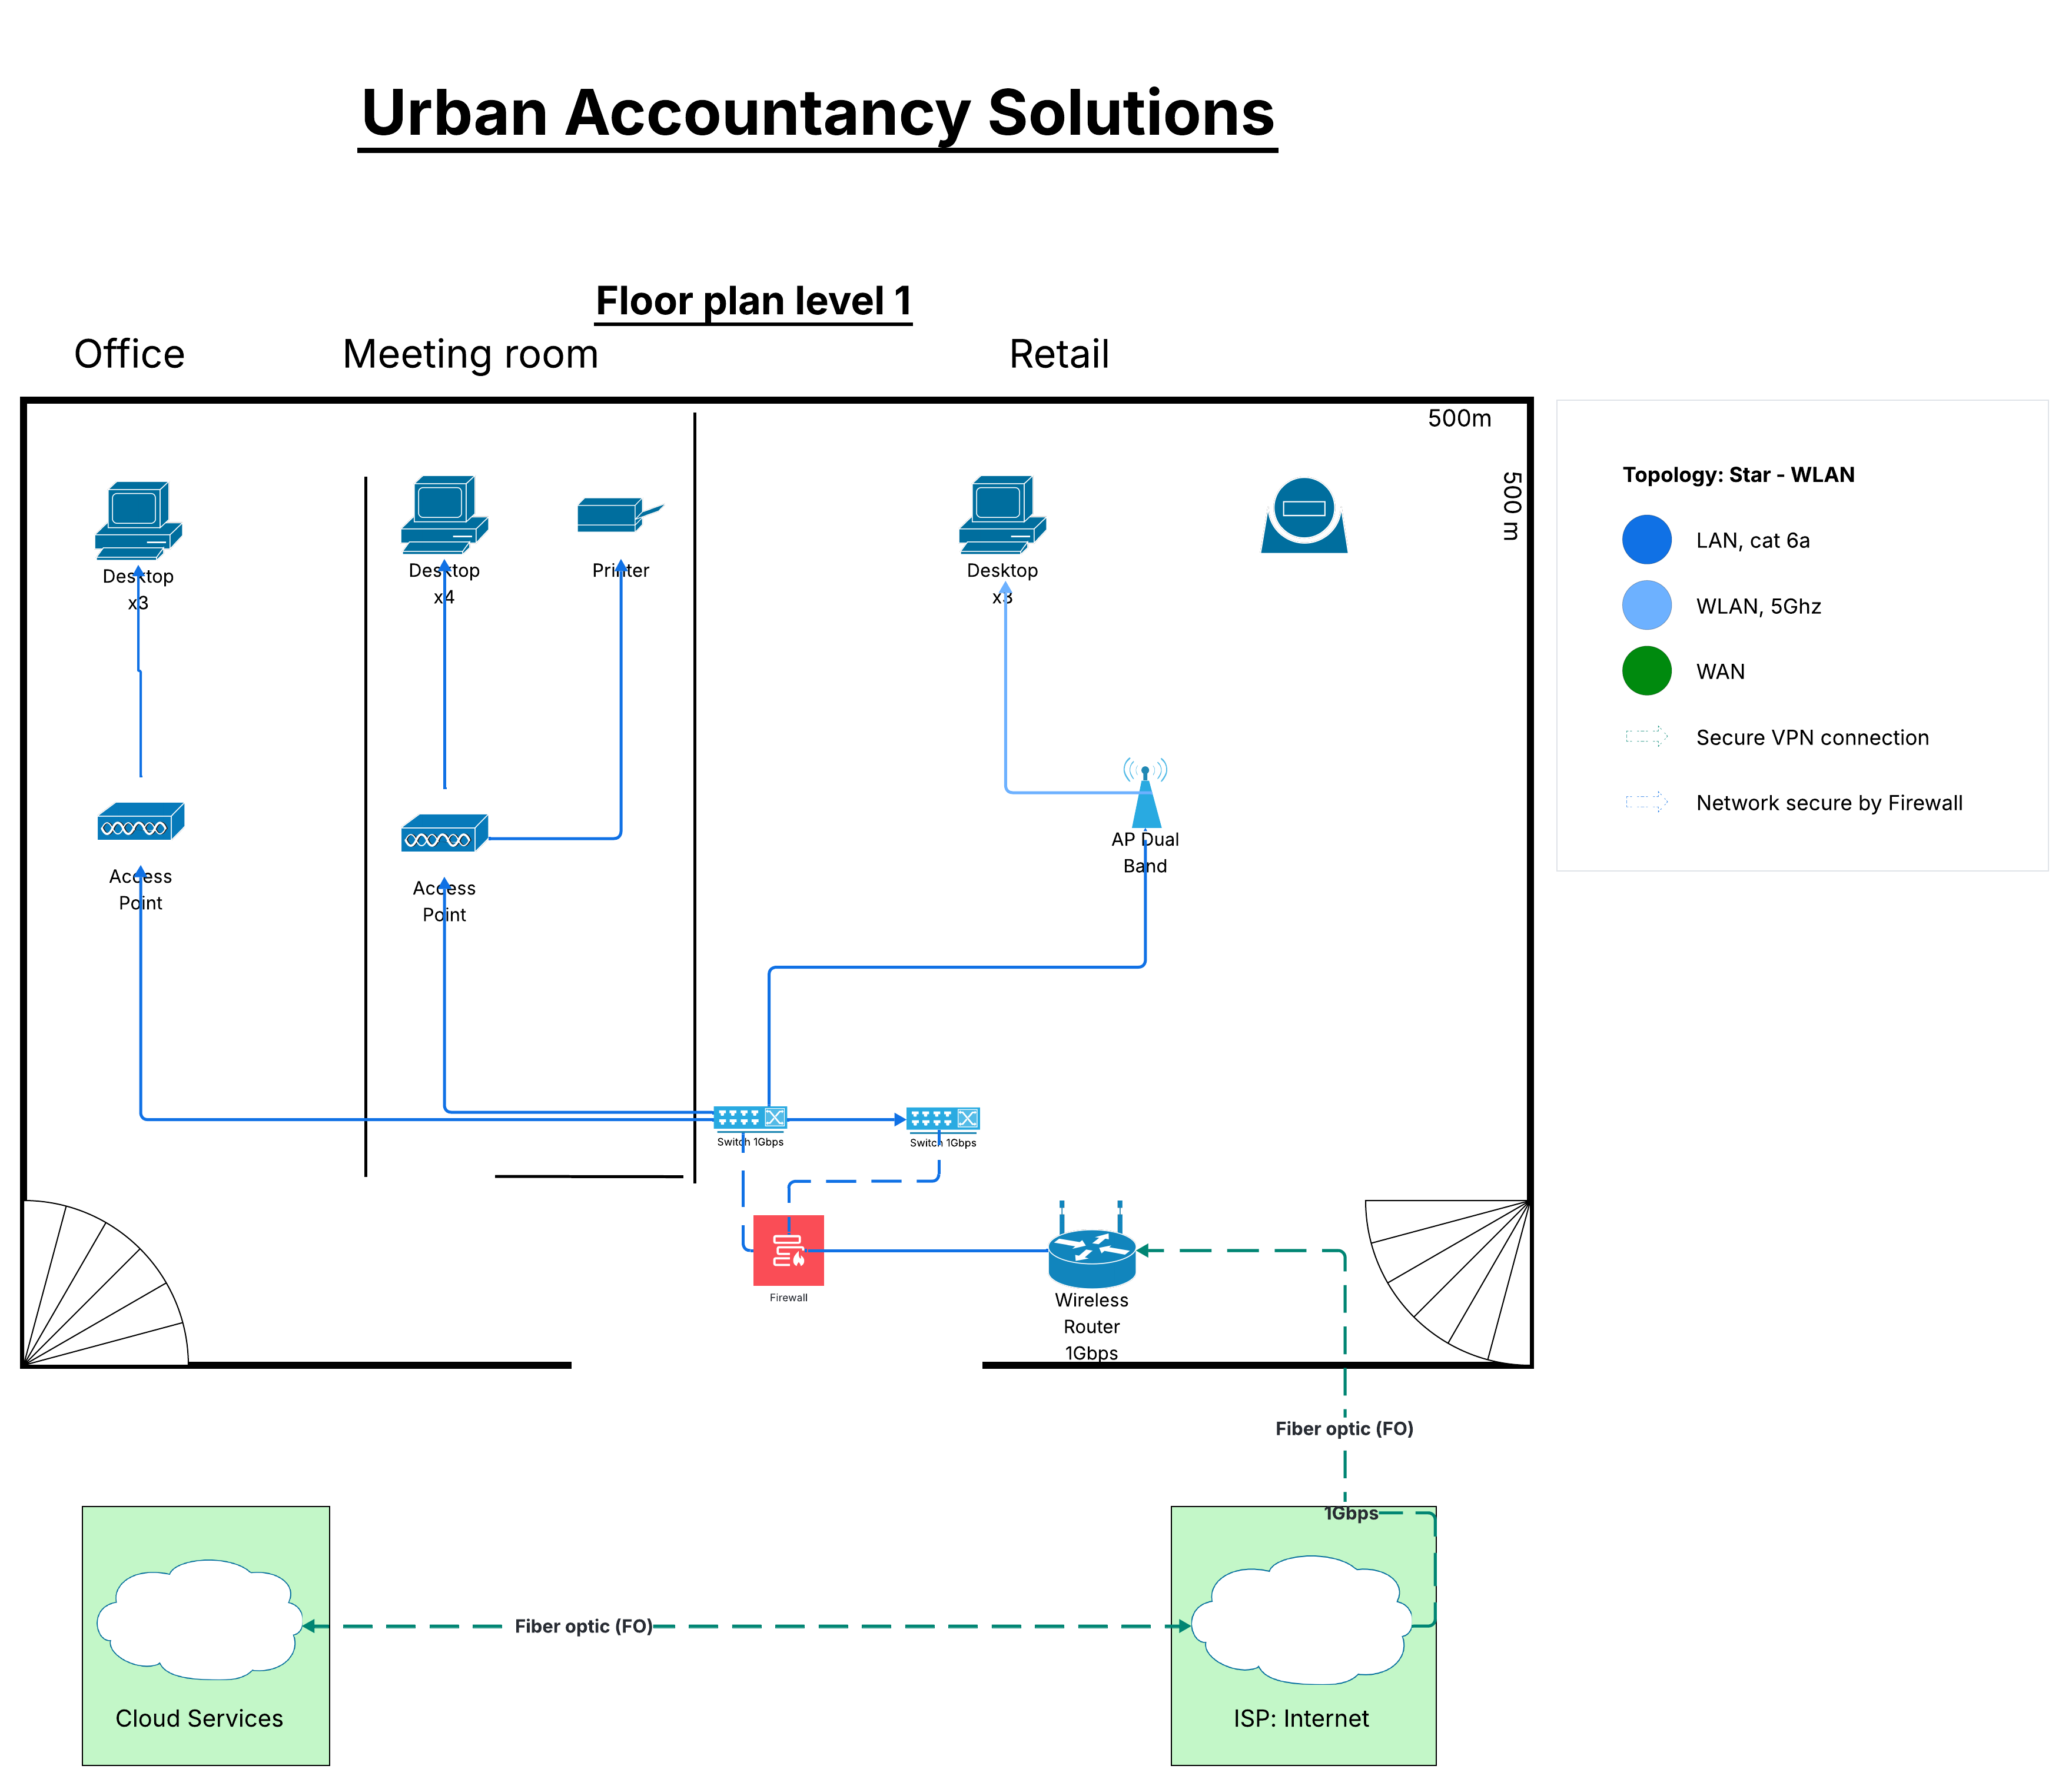 Urban Accountancy Solutions
Floor plan level 1
Office
Meeting room
Retail
500m
500 m
Desktop
x3
Desktop
x4
Printer
Desktop
x3
Access
Point
Access
Point
AP Dual
Band
Switch 1Gbps
Switch 1Gbps
Firewall
Wireless
Router
1Gbps
Topology: Star - WLAN
LAN, cat 6a
WLAN, 5Ghz
WAN
Secure VPN connection
Network secure by Firewall
Fiber optic (FO)
1Gbps
Fiber optic (FO)
Cloud Services
ISP: Internet